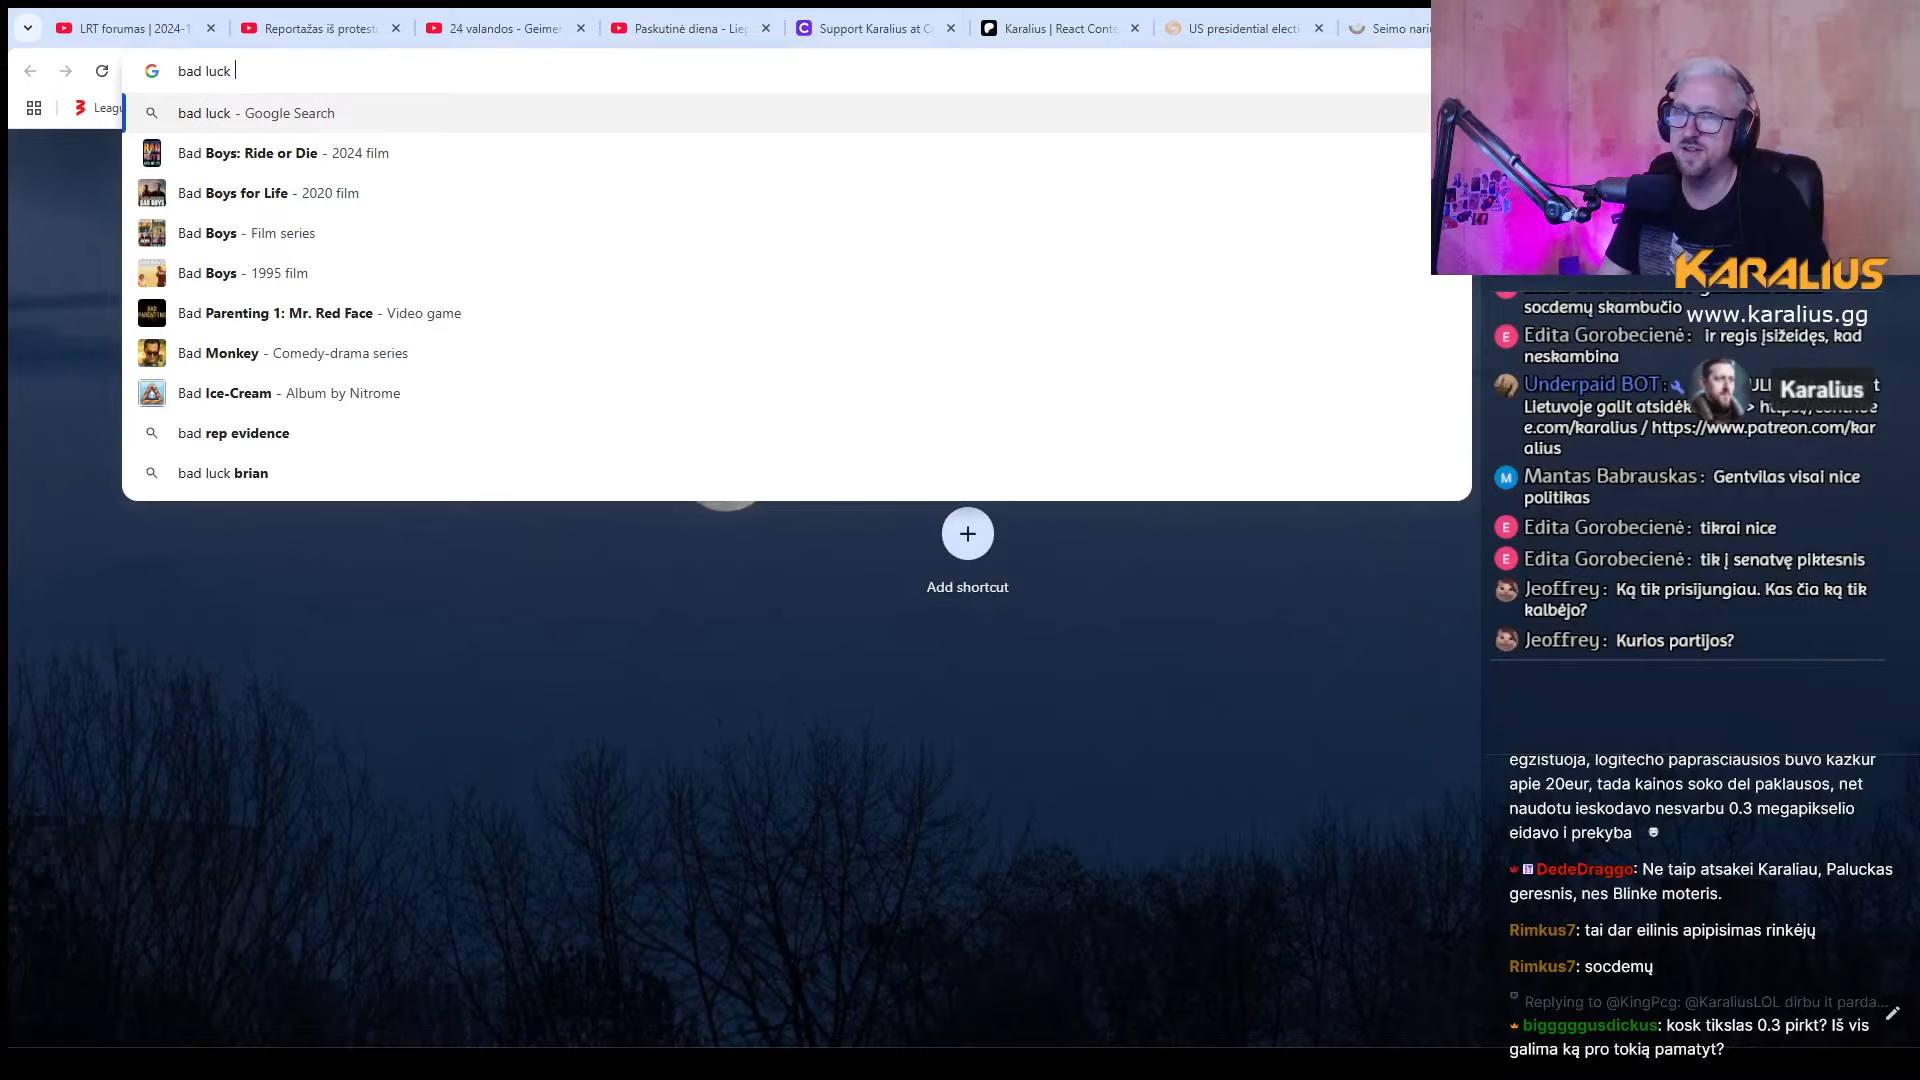 LRT forumas | 2024-1
Reportažas iš protest
24 valandos - Geimer
Paskutinė diena - Liep
Support Karalius at C
Karalius | React Conte
US presidential electi
Seimo nari
bad luck
Leagu
bad luck - Google Search
Bad Boys: Ride or Die - 2024 film
Bad Boys for Life - 2020 film
Bad Boys - Film series
Bad Boys - 1995 film
Bad Parenting 1: Mr. Red Face - Video game
Bad Monkey - Comedy-drama series
Bad Ice-Cream - Album by Nitrome
bad rep evidence
bad luck brian
Add shortcut
KARALIUS
www.karalius.gg
socdemų skambučio
Edita Gorobecienė: ir regis įsižeidęs, kad
neskambina
Underpaid BOT:
Karalius
Lietuvoje galit atsidėk
e.com/karalius / https://www.patreon.com/kar
alius
Mantas Babrauskas: Gentvilas visai nice
politikas
Edita Gorobecienė: tikrai nice
Edita Gorobecienė: tik į senatvę piktesnis
Jeoffrey: Ką tik prisijungiau. Kas čia ką tik
kalbėjo?
Jeoffrey: Kurios partijos?
egzistuoja, logitecho paprasciausios buvo kazkur
apie 20eur, tada kainos soko del paklausos, net
naudotu ieskodavo nesvarbu 0.3 megapikselio
eidavo i prekyba
DedeDraggo: Ne taip atsakei Karaliau, Paluckas
geresnis, nes Blinke moteris.
Rimkus7: tai dar eilinis apipisimas rinkėjų
Rimkus7: socdemų
Replying to @KingPcg: @KaraliusLOL dirbu it parda...
bigggggusdickus: kosk tikslas 0.3 pirkt? Iš vis
galima ką pro tokią pamatyt?